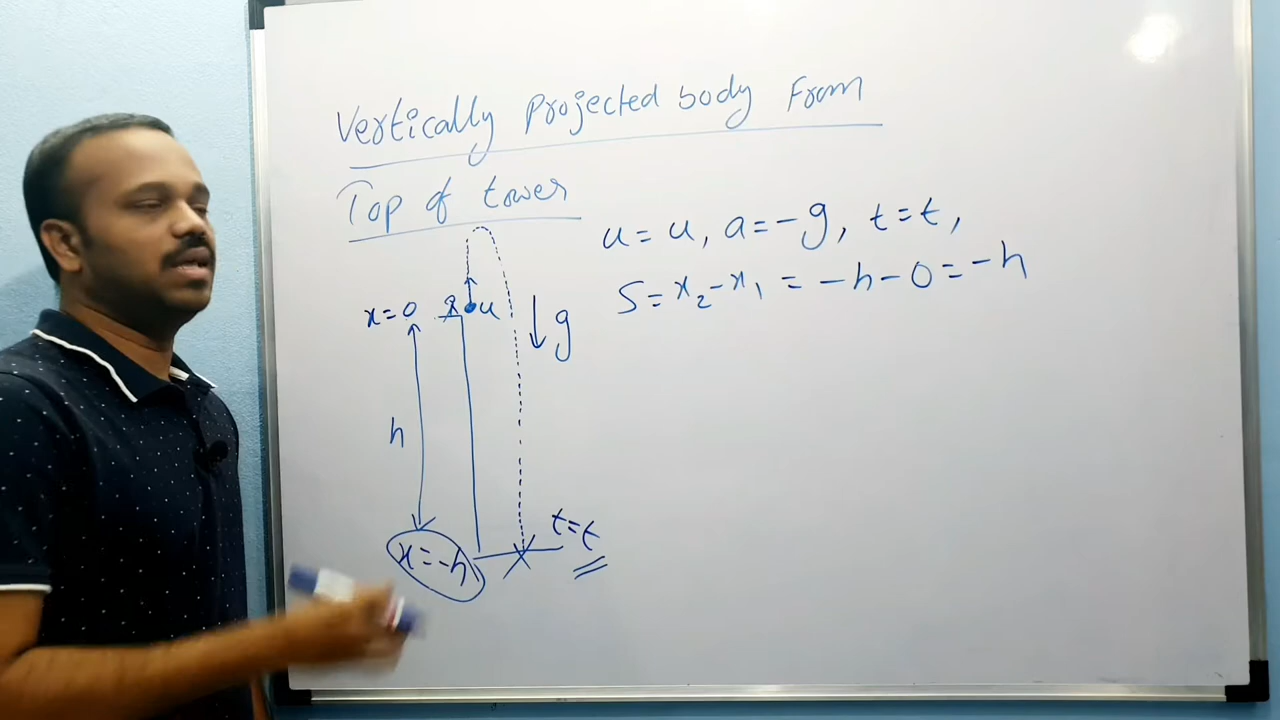 Vertically Projected body From
Top of tower
u = u, a = -g, t = t,
S = x₂ - x₁ = -h - 0 = -h
x = 0
u
g
h
t = t
x = -h